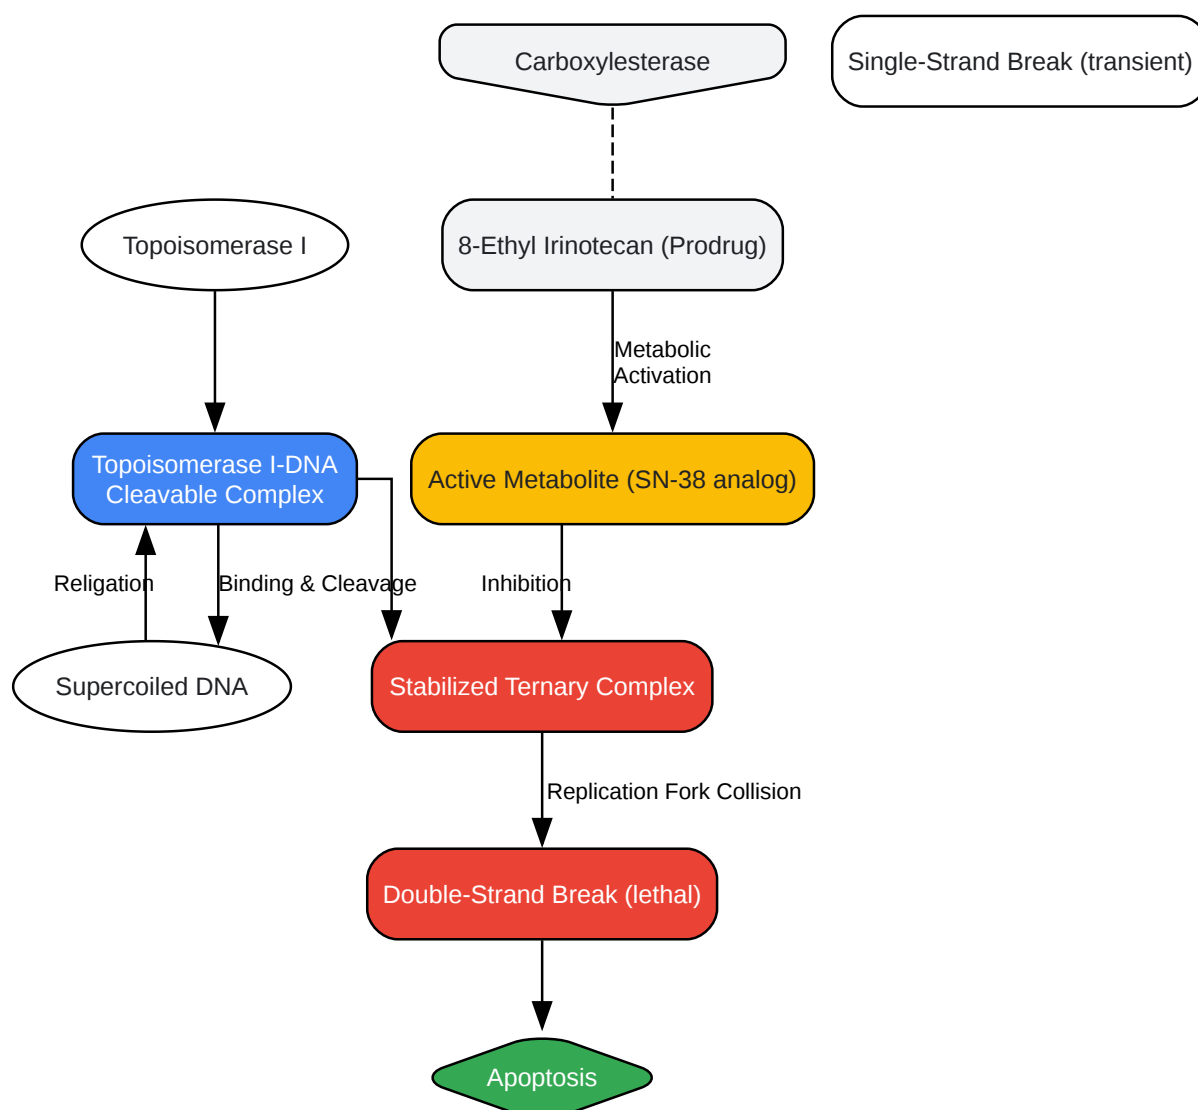 Carboxylesterase
Single-Strand Break (transient)
Topoisomerase I
8-Ethyl Irinotecan (Prodrug)
Metabolic
Activation
Topoisomerase I-DNA
Cleavable Complex
Active Metabolite (SN-38 analog)
Religation
Binding & Cleavage
Inhibition
Supercoiled DNA
Stabilized Ternary Complex
Replication Fork Collision
Double-Strand Break (lethal)
Apoptosis